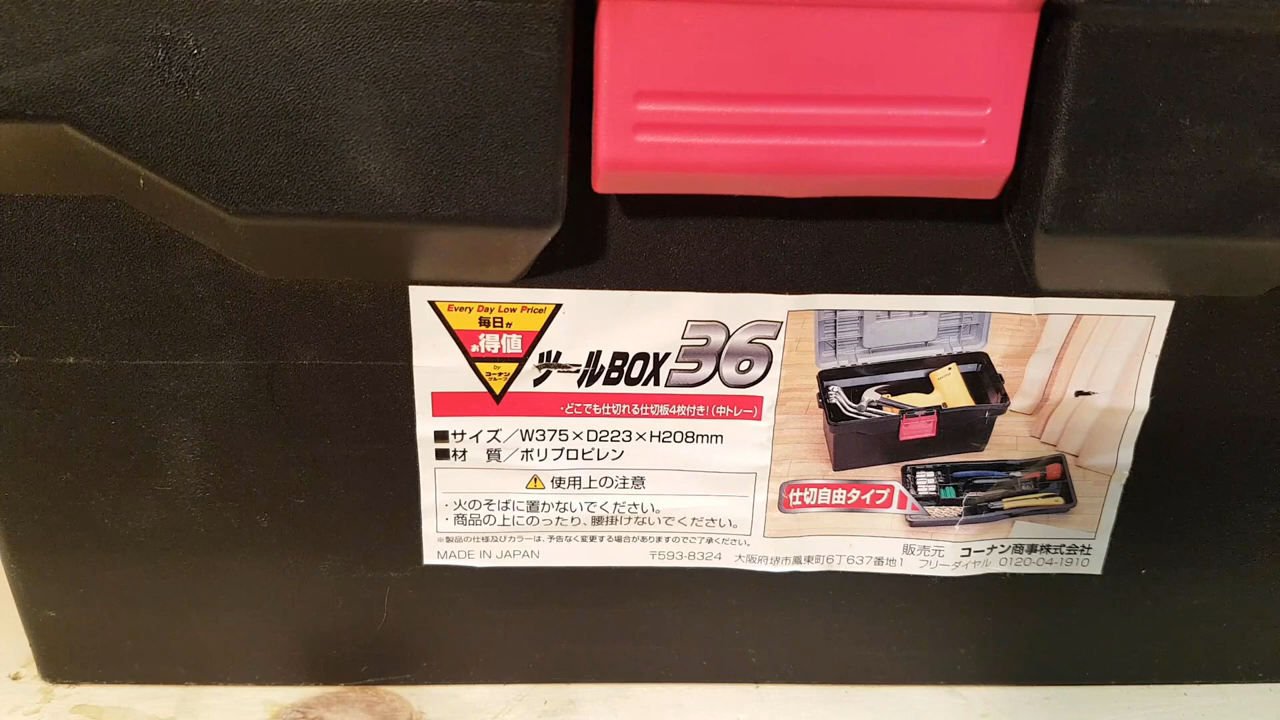 Every Day Low Price!
毎日が
お得値
by
コーナン
グループ
ツールBOX 36
・どこでも仕切れる仕切板4枚付き!(中トレー)
■サイズ/W375×D223×H208mm
■材 質/ポリプロピレン
使用上の注意
・火のそばに置かないでください。
・商品の上にのったり、腰掛けないでください。
※製品の仕様及びカラーは、予告なく変更する場合がありますのでご了承ください。
MADE IN JAPAN
仕切自由タイプ
販売元 コーナン商事株式会社
〒593-8324 大阪府堺市鳳東町6丁637番地1 フリーダイヤル 0120-04-1910